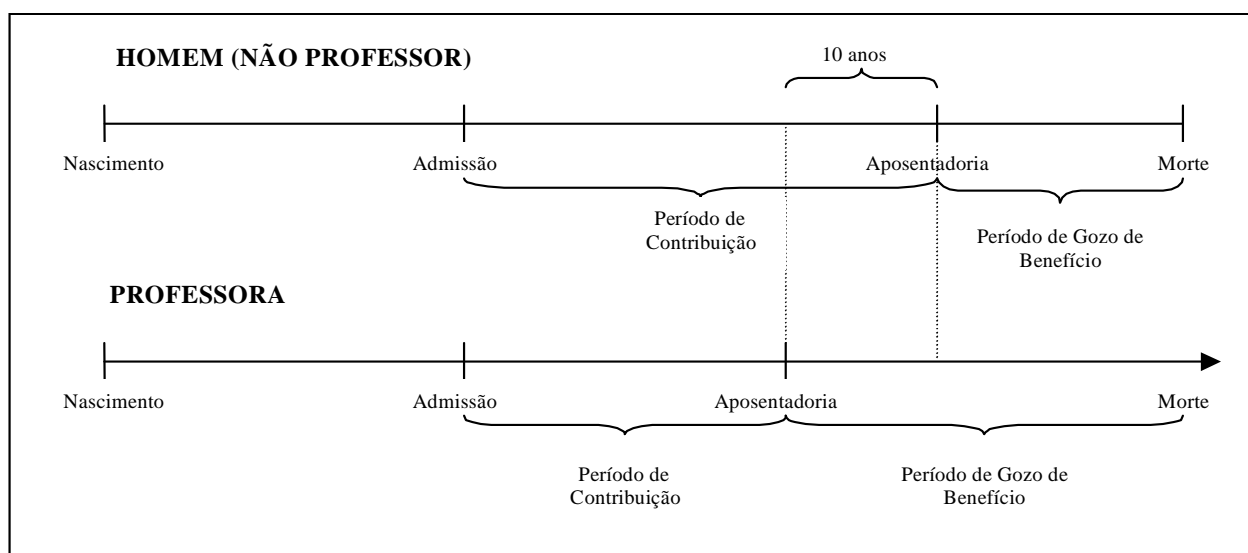 HOMEM (NÃO PROFESSOR)
10 anos
Nascimento
Admissão
Aposentadoria
Morte
Período de
Contribuição
Período de Gozo de
Benefício
PROFESSORA
Nascimento
Admissão
Aposentadoria
Morte
Período de
Contribuição
Período de Gozo de
Benefício